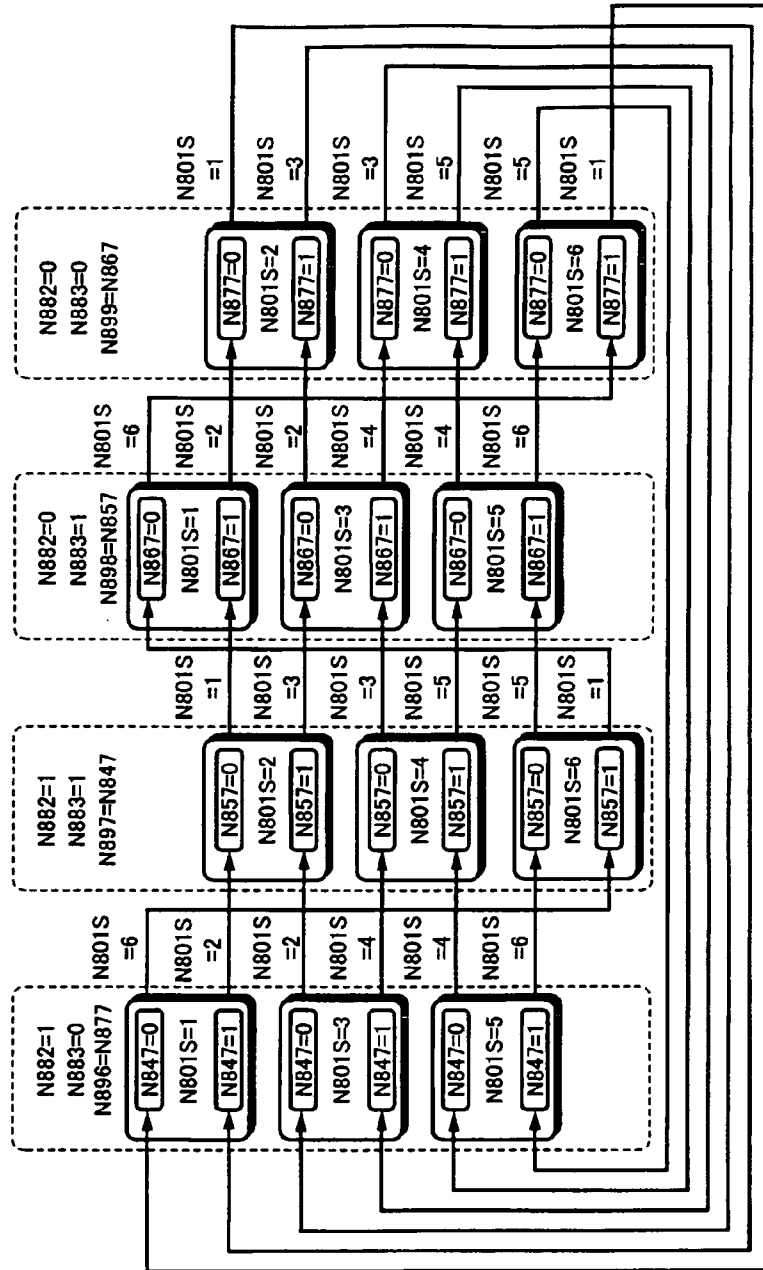 N882=1
N883=0
N896=N877
N847=0
N801S=1
N847=1
N847=0
N801S=3
N847=1
N847=0
N801S=5
N847=1
N801S
=6
N801S
=2
N801S
=2
N801S
=4
N801S
=4
N801S
=6
N882=1
N883=1
N897=N847
N857=0
N801S=2
N857=1
N857=0
N801S=4
N857=1
N857=0
N801S=6
N857=1
N801S
=1
N801S
=3
N801S
=3
N801S
=5
N801S
=5
N801S
=1
N882=0
N883=1
N898=N857
N867=0
N801S=1
N867=1
N867=0
N801S=3
N867=1
N867=0
N801S=5
N867=1
N801S
=6
N801S
=2
N801S
=2
N801S
=4
N801S
=4
N801S
=6
N882=0
N883=0
N899=N867
N877=0
N801S=2
N877=1
N877=0
N801S=4
N877=1
N877=0
N801S=6
N877=1
N801S
=1
N801S
=3
N801S
=3
N801S
=5
N801S
=5
N801S
=1